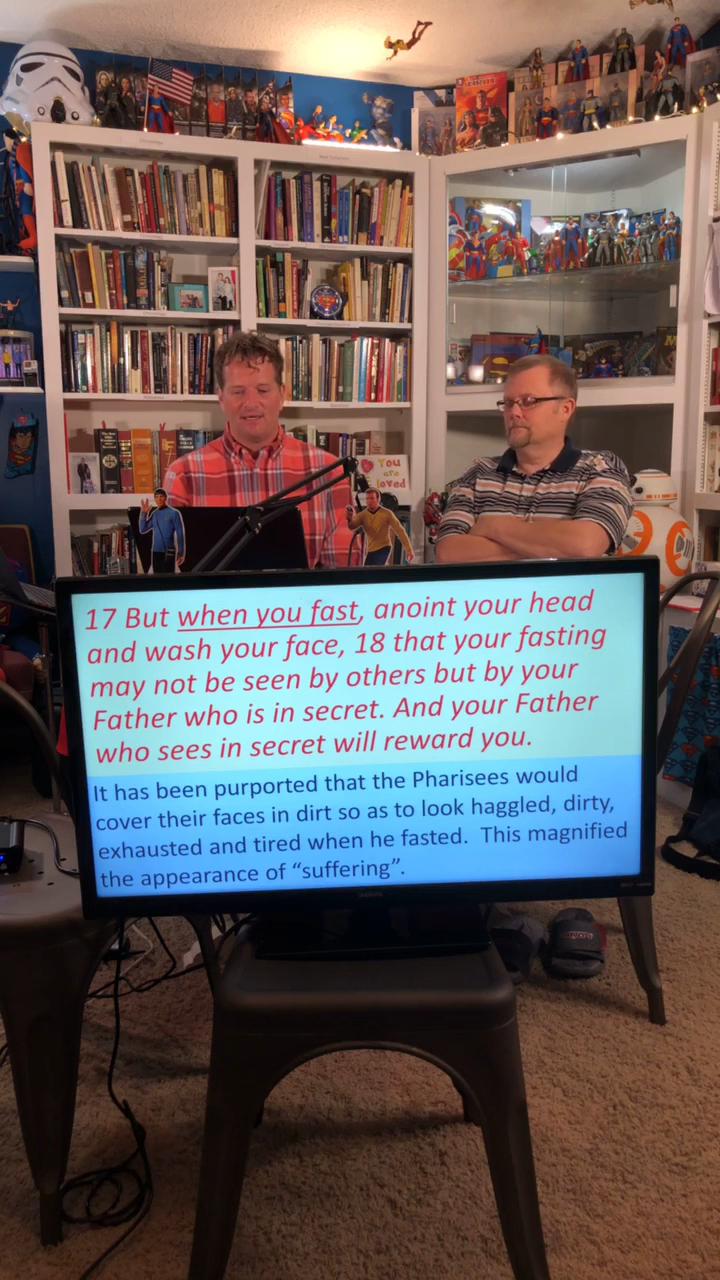 You
are
loved
17 But when you fast, anoint your head
and wash your face, 18 that your fasting
may not be seen by others but by your
Father who is in secret. And your Father
who sees in secret will reward you.
It has been purported that the Pharisees would
cover their faces in dirt so as to look haggled, dirty,
exhausted and tired when he fasted. This magnified
the appearance of “suffering”.